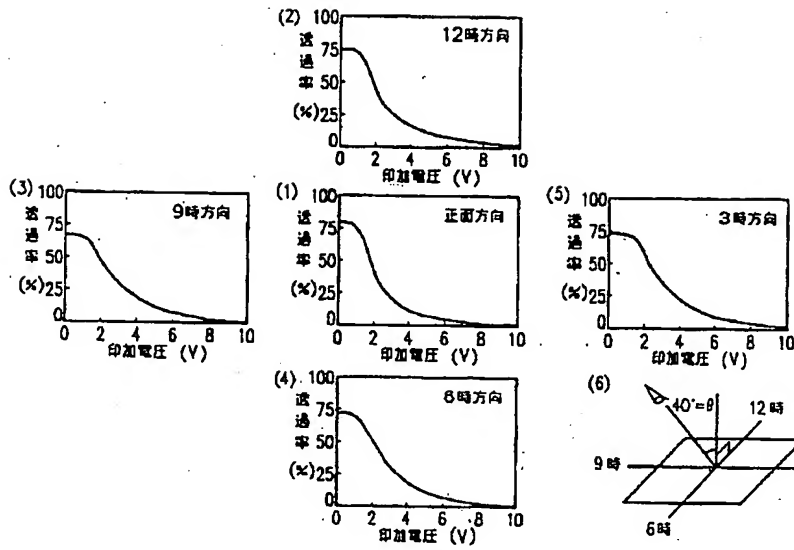 (2)
透過率(%)
100
75
50
25
0
12時方向
0 2 4 6 8 10
印加電圧 (V)
(3)
透過率(%)
100
75
50
25
0
9時方向
0 2 4 6 8 10
印加電圧 (V)
(1)
透過率(%)
100
75
50
25
0
正面方向
0 2 4 6 8 10
印加電圧 (V)
(5)
透過率(%)
100
75
50
25
0
3時方向
0 2 4 6 8 10
印加電圧 (V)
(4)
透過率(%)
100
75
50
25
0
6時方向
0 2 4 6 8 10
印加電圧 (V)
(6)
40°=θ
12時
9時
6時